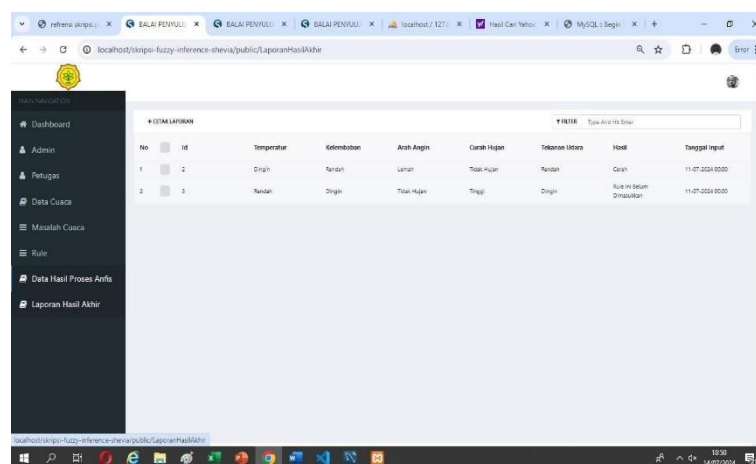 refrensi skripsi.p
BALAI PENYULU
BALAI PENYULU
BALAI PENYULU
localhost / 127.
Hasil Cari Yahoo
MySQL :: Begin
localhost/skripsi-fuzzy-inference-shevia/public/LaporanHasilAkhir
Error
MAIN NAVIGATION
Dashboard
Admin
Petugas
Data Cuaca
Masalah Cuaca
Rule
Data Hasil Proses Anfis
Laporan Hasil Akhir
+ CETAK LAPORAN
FILTER Type And Hit Enter
No Id Temperatur Kelembaban Arah Angin Curah Hujan Tekanan Udara Hasil Tanggal Input
1 2 Dingin Rendah Lemah Tidak Hujan Rendah Cerah 11-07-2024 00:00
2 3 Rendah Dingin Tidak Hujan Tinggi Dingin Rule Ini Belum Dimasukkan 11-07-2024 00:00
localhost/skripsi-fuzzy-inference-shevia/public/LaporanHasilAkhir
18:50
14/07/2024